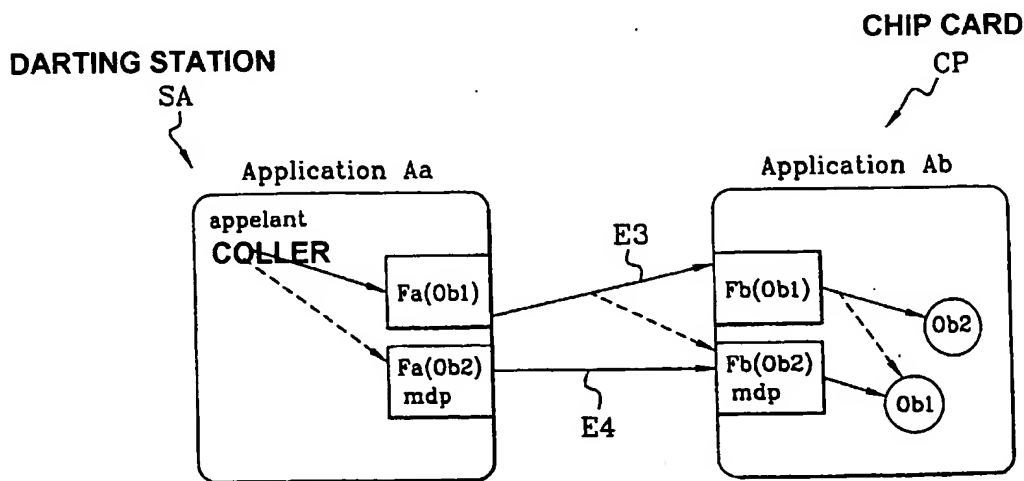 CHIP CARD
CP
DARTING STATION
SA
Application Aa
Application Ab
appelant
COLLER
E3
Fa(Ob1)
Fb(Ob1)
Ob2
Fa(Ob2)
mdp
Fb(Ob2)
mdp
Ob1
E4